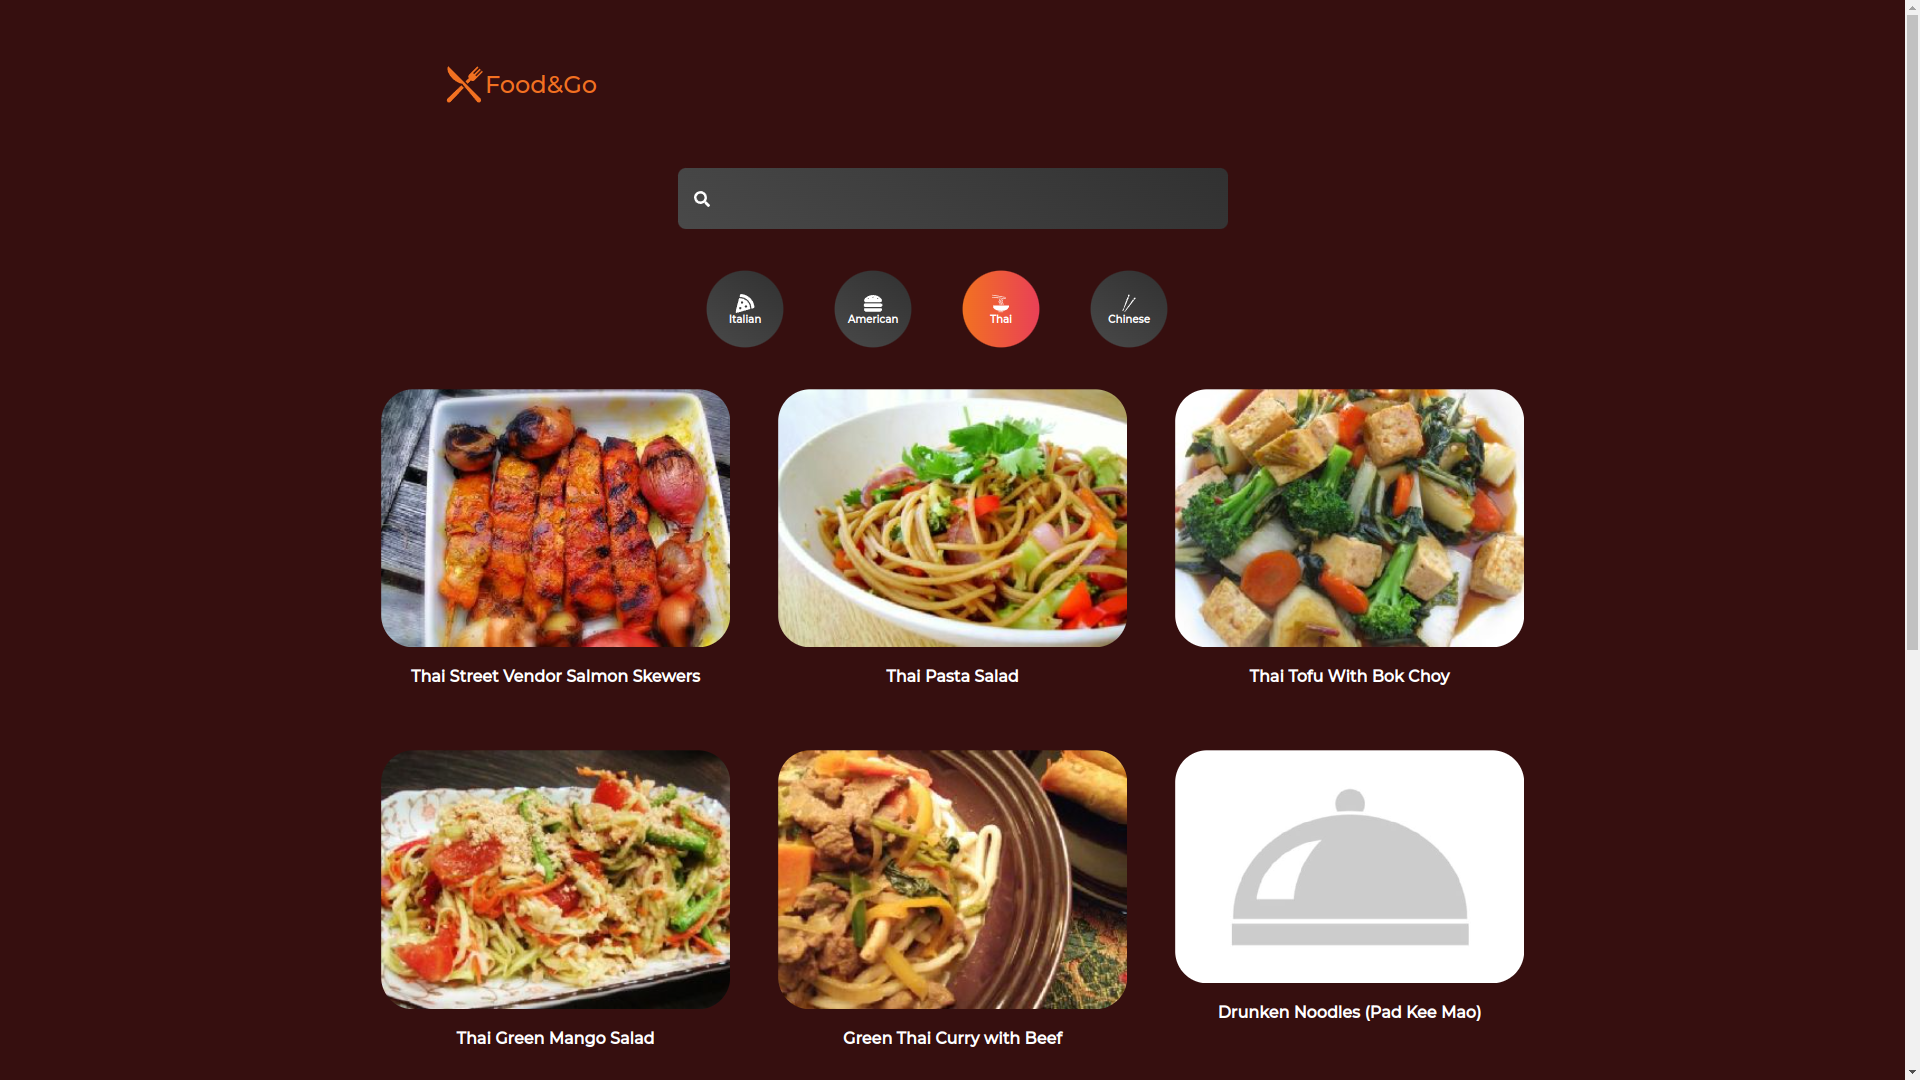 Food&Go
Italian
American
Thai
Chinese
Thai Street Vendor Salmon Skewers
Thai Pasta Salad
Thai Tofu With Bok Choy
Thai Green Mango Salad
Green Thai Curry with Beef
Drunken Noodles (Pad Kee Mao)